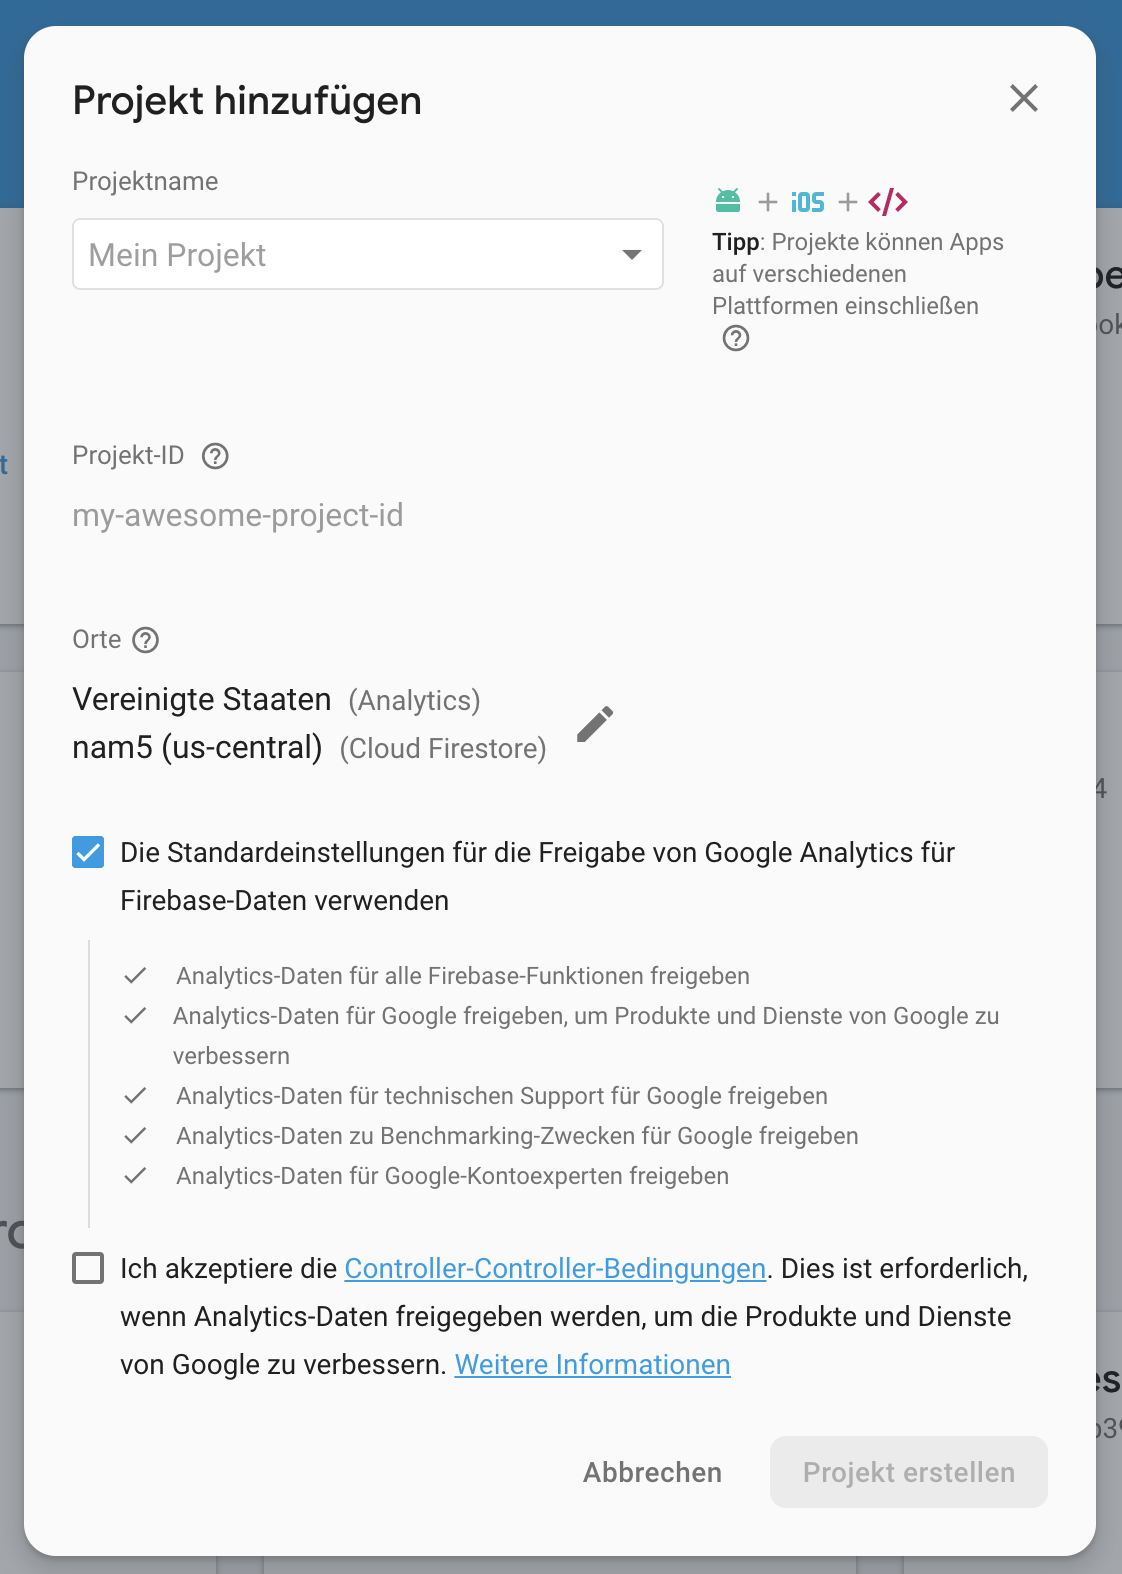 Projekt hinzufügen
Projektname
Mein Projekt
+ iOS + </>
Tipp: Projekte können Apps
auf verschiedenen
Plattformen einschließen
Projekt-ID
my-awesome-project-id
Orte
Vereinigte Staaten (Analytics)
nam5 (us-central) (Cloud Firestore)
Die Standardeinstellungen für die Freigabe von Google Analytics für
Firebase-Daten verwenden
Analytics-Daten für alle Firebase-Funktionen freigeben
Analytics-Daten für Google freigeben, um Produkte und Dienste von Google zu
verbessern
Analytics-Daten für technischen Support für Google freigeben
Analytics-Daten zu Benchmarking-Zwecken für Google freigeben
Analytics-Daten für Google-Kontoexperten freigeben
Ich akzeptiere die Controller-Controller-Bedingungen. Dies ist erforderlich,
wenn Analytics-Daten freigegeben werden, um die Produkte und Dienste
von Google zu verbessern. Weitere Informationen
Abbrechen
Projekt erstellen